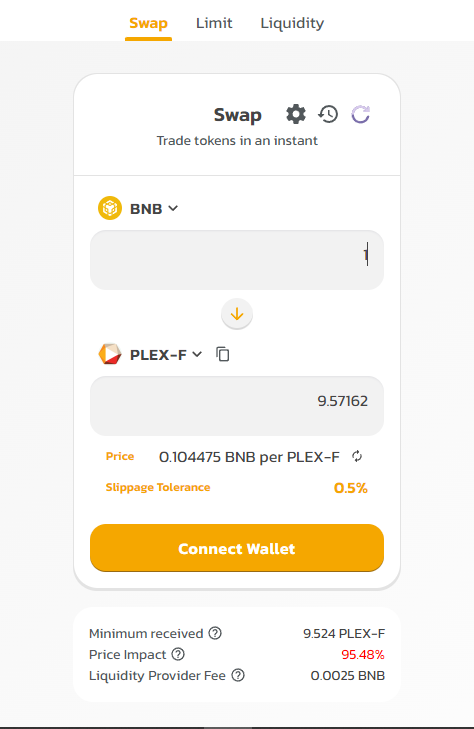 Swap Limit Liquidity
Swap
Trade tokens in an instant
BNB
1
PLEX-F
9.57162
Price 0.104475 BNB per PLEX-F
Slippage Tolerance 0.5%
Connect Wallet
Minimum received ? 9.524 PLEX-F
Price Impact ? 95.48%
Liquidity Provider Fee ? 0.0025 BNB